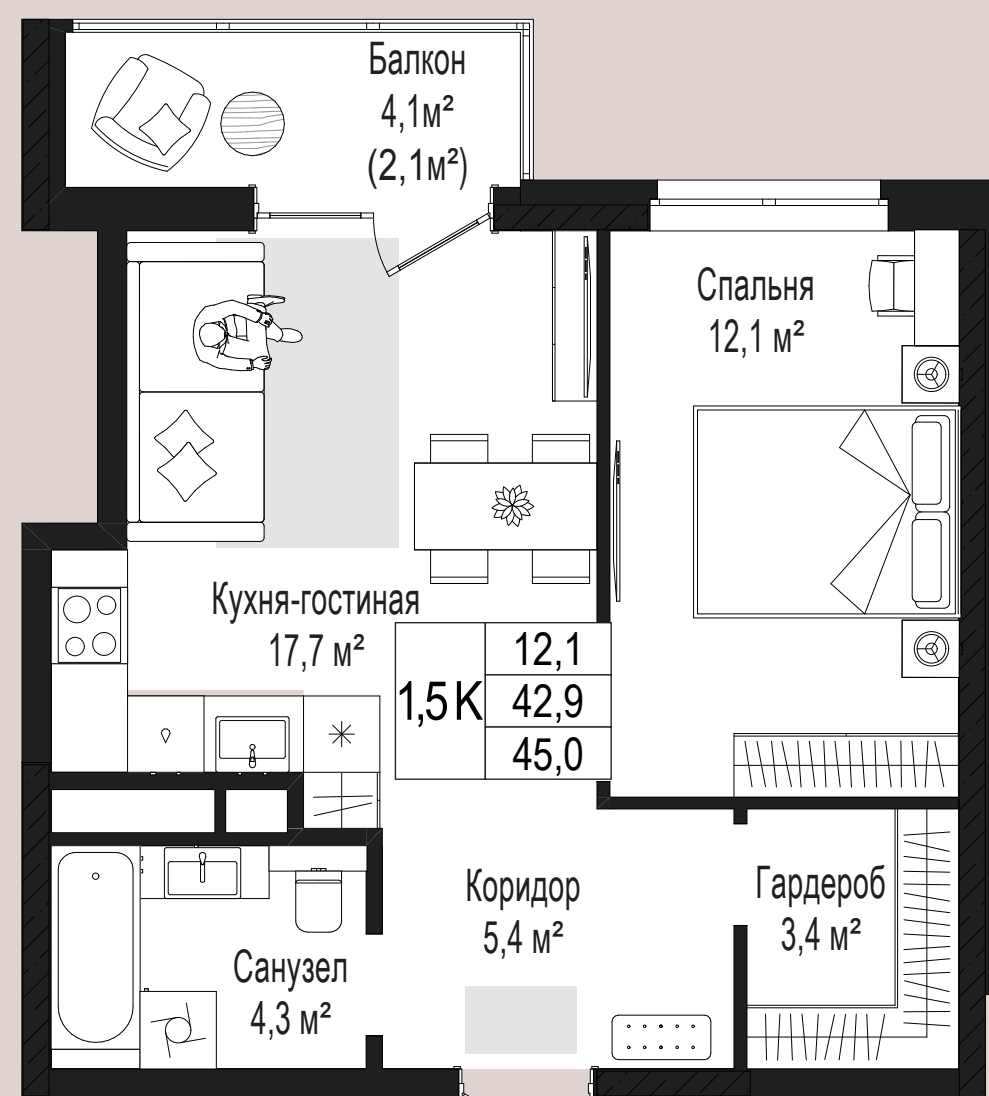 Балкон
4,1м²
(2,1м²)
Спальня
12,1 м²
Кухня-гостиная
17,7 м²
1,5К
12,1
42,9
45,0
Коридор
5,4 м²
Гардероб
3,4 м²
Санузел
4,3 м²